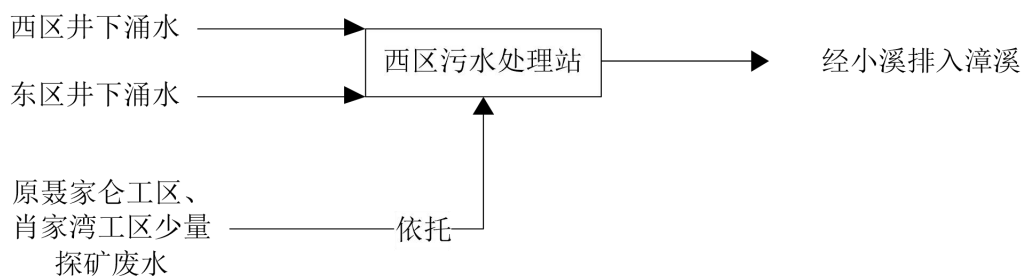 西区井下涌水
西区污水处理站
经小溪排入漳溪
东区井下涌水
原聂家仑工区、
肖家湾工区少量
探矿废水
依托